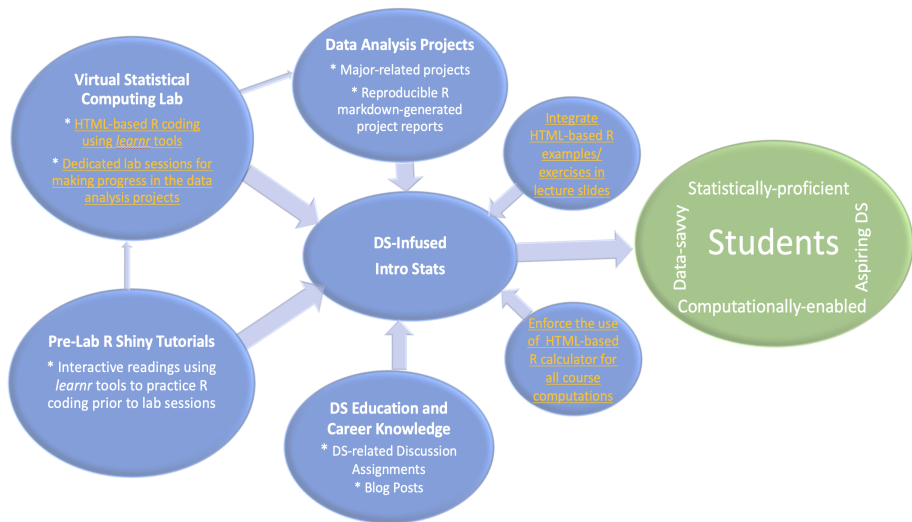 Data Analysis Projects
* Major-related projects
* Reproducible R
markdown-generated
project reports
Virtual Statistical
Computing Lab
* HTML-based R coding
using learnr tools
* Dedicated lab sessions for
making progress in the data
analysis projects
Integrate
HTML-based R
examples/
exercises in
lecture slides
DS-Infused
Intro Stats
Statistically-proficient
Data-savvy
Students
Aspiring DS
Computationally-enabled
Pre-Lab R Shiny Tutorials
* Interactive readings using
learnr tools to practice R
coding prior to lab sessions
Enforce the use
of HTML-based
R calculator for
all course
computations
DS Education and
Career Knowledge
* DS-related Discussion
Assignments
* Blog Posts